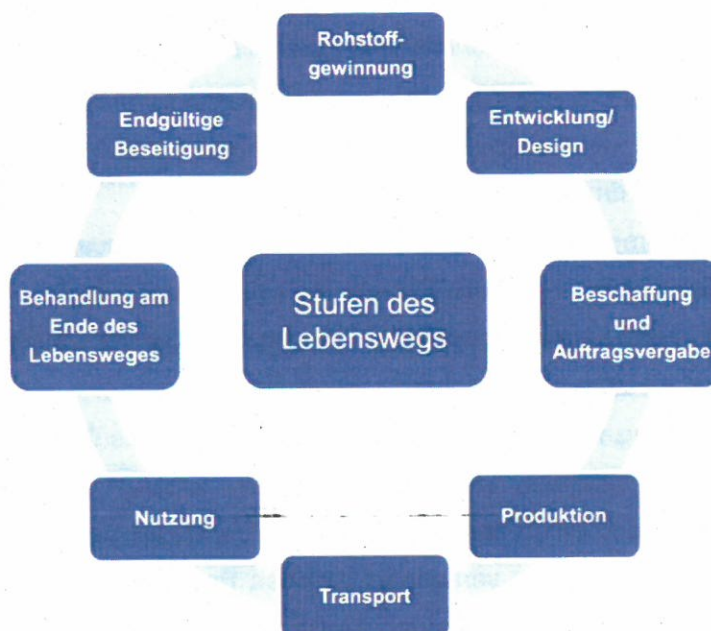 Rohstoff-
gewinnung
Entwicklung/
Design
Beschaffung
und
Auftragsvergabe
Produktion
Transport
Nutzung
Behandlung am
Ende des
Lebensweges
Endgültige
Beseitigung
Stufen des
Lebenswegs